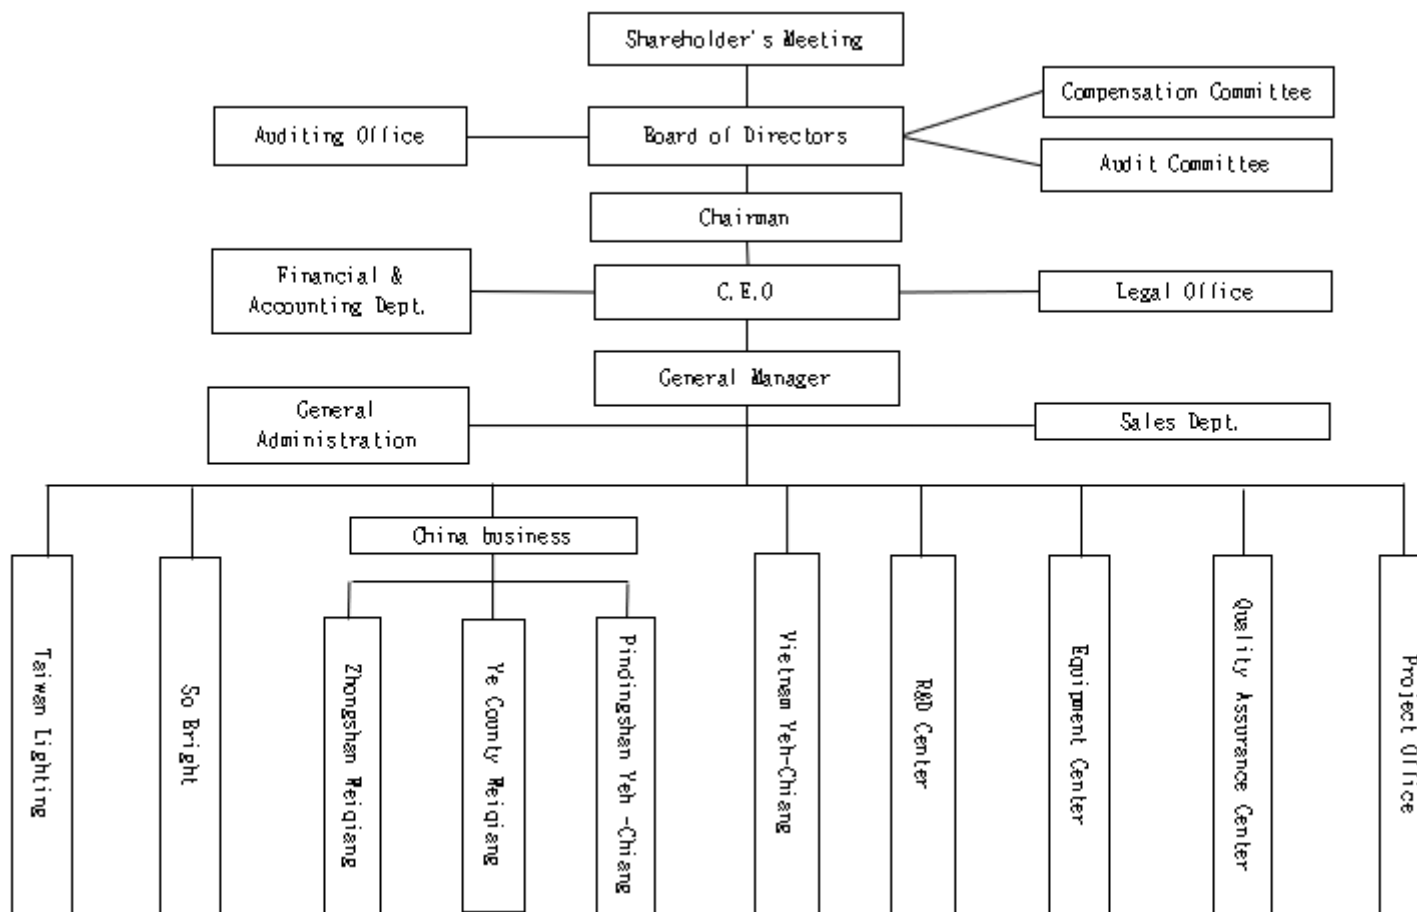 Shareholder's Meeting
Compensation Committee
Auditing Office
Board of Directors
Audit Committee
Chairman
Financial &
Accounting Dept.
C.E.O
Legal Office
General Manager
General
Administration
Sales Dept.
China business
Taiwan Lighting
So Bright
Zhongshan Weiqiang
Ye County Weiqiang
Pindingshan Yeh -Chiang
Vietnam Yeh-Chiang
R&D Center
Equipment Center
Quality Assurance Center
Project Office